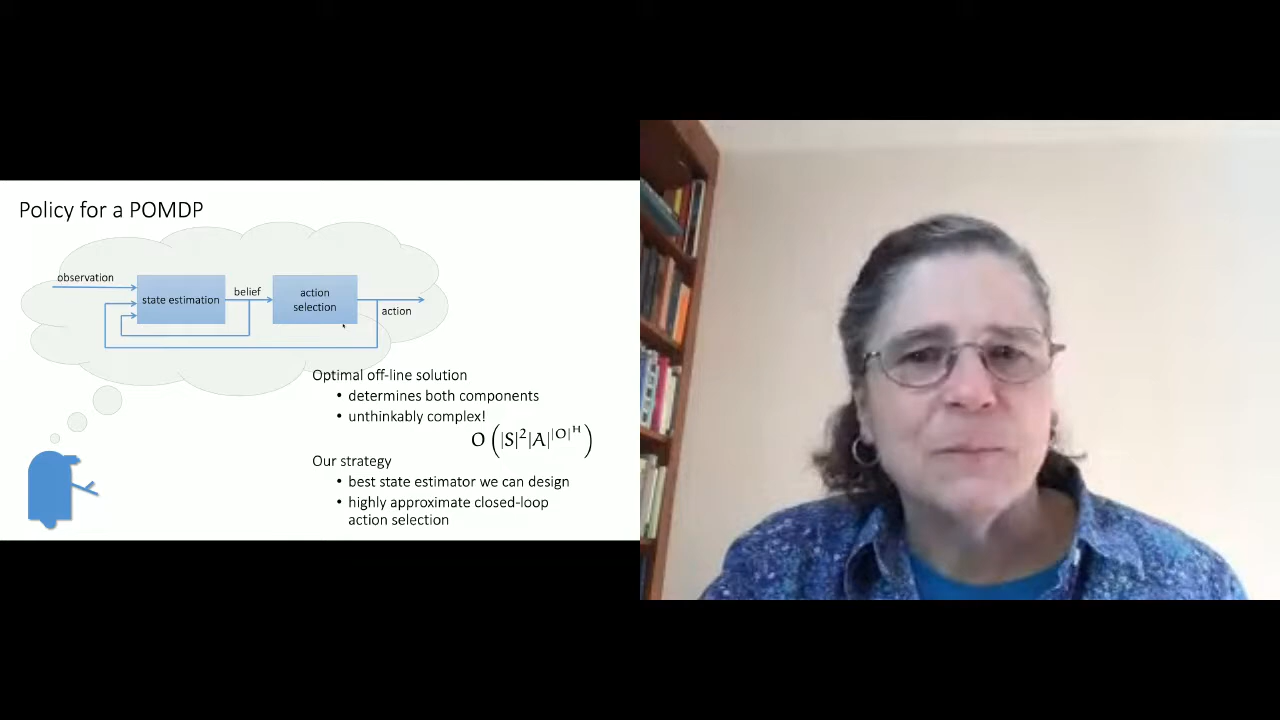 Policy for a POMDP
observation
state estimation
belief
action
selection
action
Optimal off-line solution
• determines both components
• unthinkably complex!
O (|S|²|A|^{|O|^H})
Our strategy
• best state estimator we can design
• highly approximate closed-loop
action selection